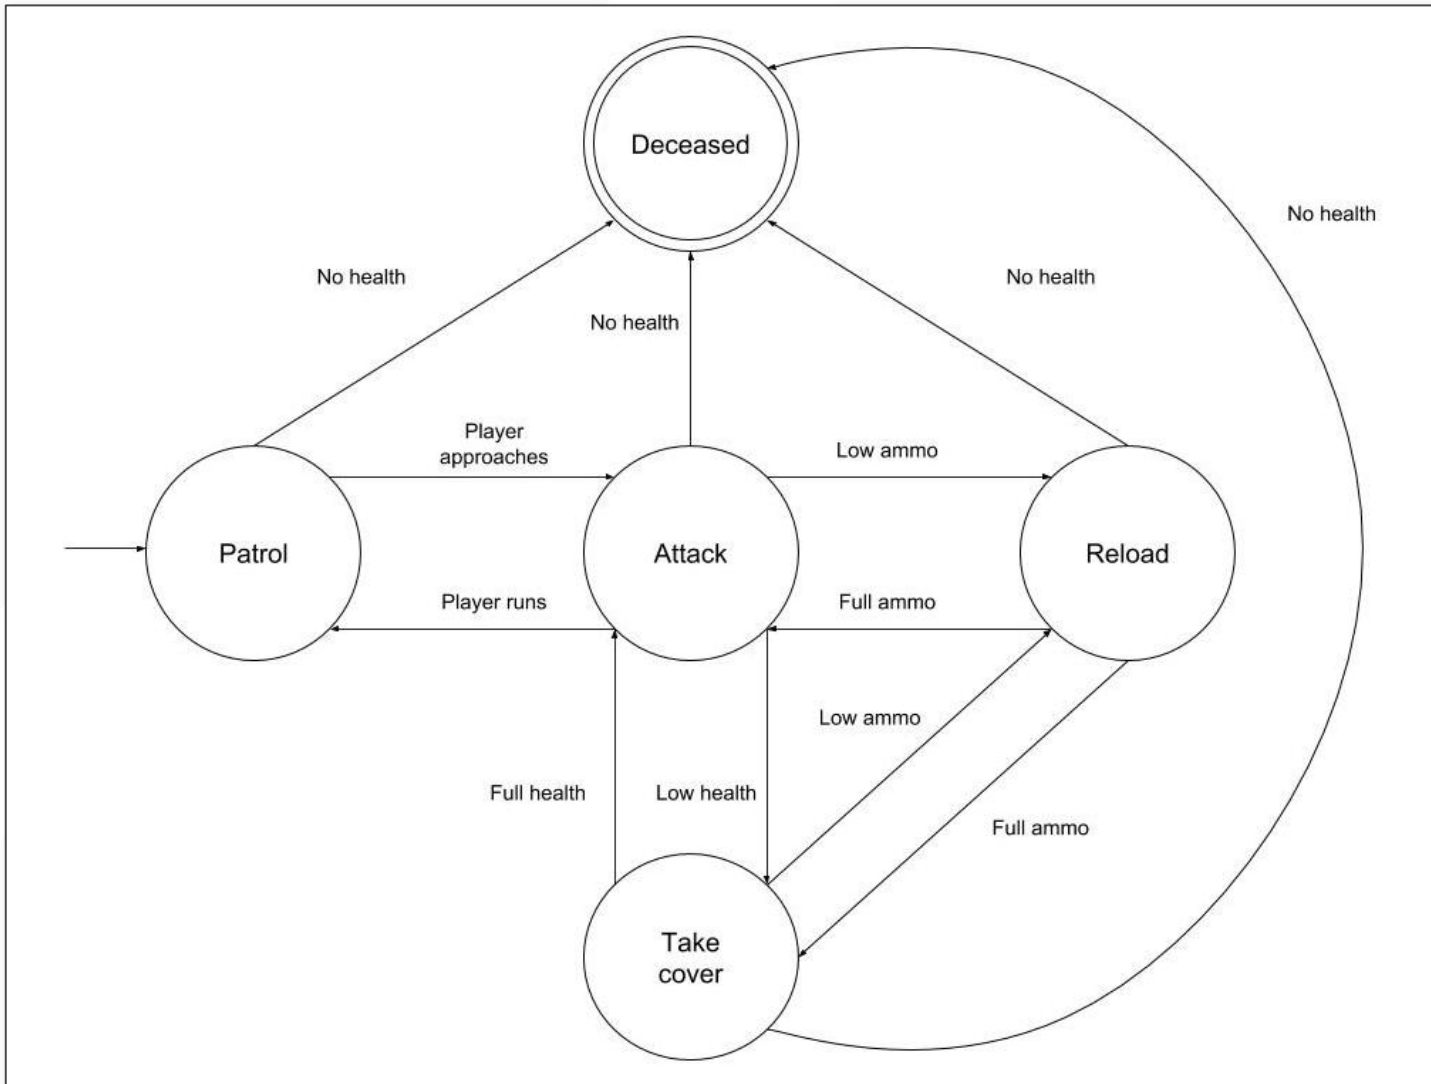 Deceased
No health
No health
No health
No health
Player
approaches
Low ammo
Patrol
Attack
Reload
Player runs
Full ammo
Low ammo
Full health
Low health
Full ammo
Take
cover